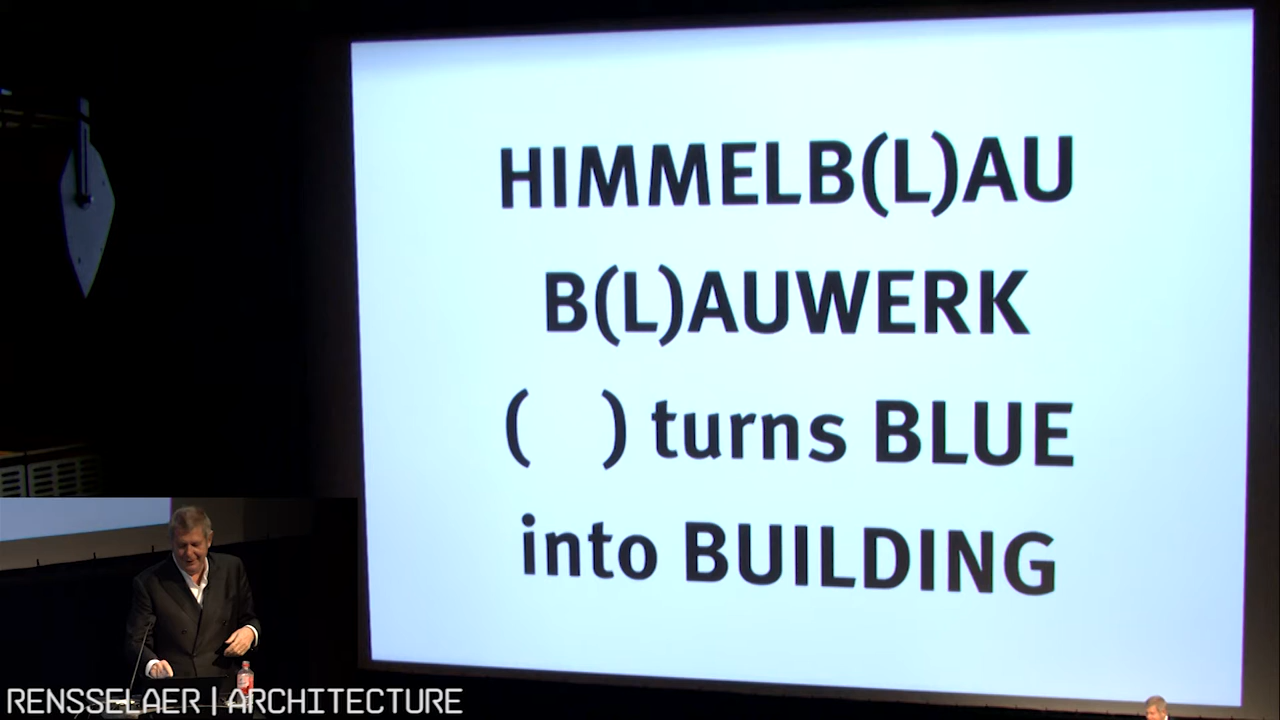 HIMMELB(L)AU
B(L)AUWERK
( ) turns BLUE
into BUILDING
RENSSELAER | ARCHITECTURE